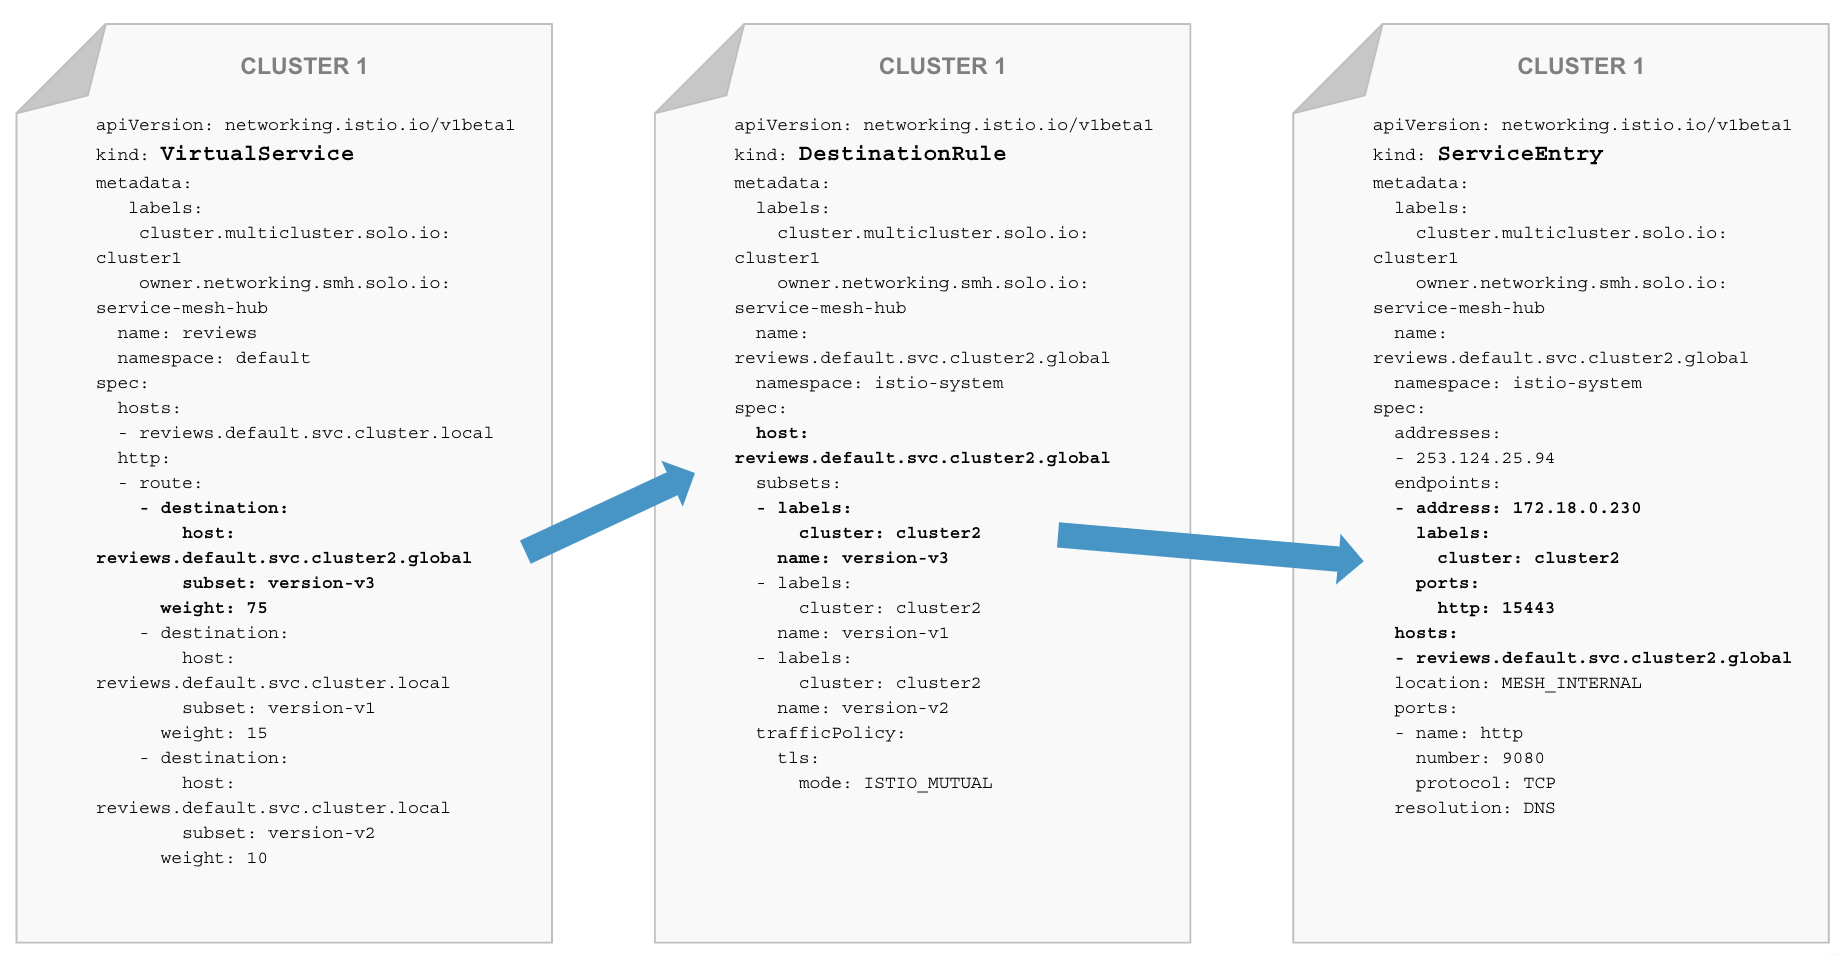 CLUSTER 1
apiVersion: networking.istio.io/v1beta1
kind: VirtualService
metadata:
   labels:
    cluster.multicluster.solo.io:
cluster1
    owner.networking.smh.solo.io:
service-mesh-hub
  name: reviews
  namespace: default
spec:
  hosts:
  - reviews.default.svc.cluster.local
  http:
  - route:
    - destination:
        host:
reviews.default.svc.cluster2.global
        subset: version-v3
      weight: 75
    - destination:
        host:
reviews.default.svc.cluster.local
        subset: version-v1
      weight: 15
    - destination:
        host:
reviews.default.svc.cluster.local
        subset: version-v2
      weight: 10
CLUSTER 1
apiVersion: networking.istio.io/v1beta1
kind: DestinationRule
metadata:
  labels:
    cluster.multicluster.solo.io:
cluster1
    owner.networking.smh.solo.io:
service-mesh-hub
  name:
reviews.default.svc.cluster2.global
  namespace: istio-system
spec:
  host:
reviews.default.svc.cluster2.global
  subsets:
  - labels:
      cluster: cluster2
    name: version-v3
  - labels:
      cluster: cluster2
    name: version-v1
  - labels:
      cluster: cluster2
    name: version-v2
  trafficPolicy:
    tls:
      mode: ISTIO_MUTUAL
CLUSTER 1
apiVersion: networking.istio.io/v1beta1
kind: ServiceEntry
metadata:
  labels:
    cluster.multicluster.solo.io:
cluster1
    owner.networking.smh.solo.io:
service-mesh-hub
  name:
reviews.default.svc.cluster2.global
  namespace: istio-system
spec:
  addresses:
  - 253.124.25.94
  endpoints:
  - address: 172.18.0.230
    labels:
      cluster: cluster2
    ports:
      http: 15443
  hosts:
  - reviews.default.svc.cluster2.global
  location: MESH_INTERNAL
  ports:
  - name: http
    number: 9080
    protocol: TCP
  resolution: DNS